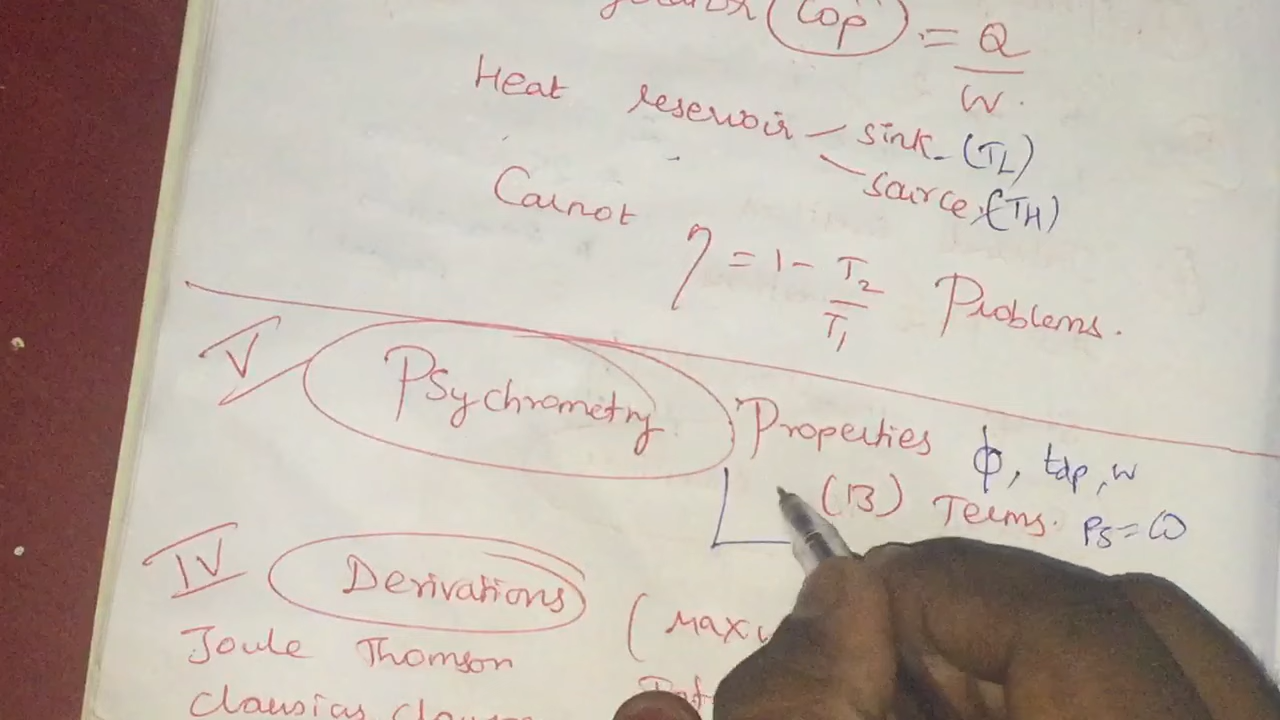 (Cop) = Q/W.
Heat reservoir - sink - (TL)
source (TH)
Carnot
η = 1 - T2/T1 Problems.
V Psychrometry Properties ϕ, tdp, w
(13) Terms. Ps = ω
IV Derivations (Max
Joule Thomson